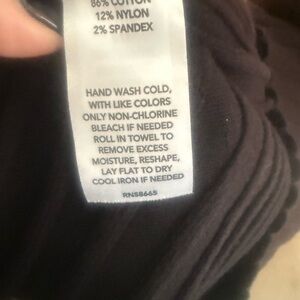 86% COTTON
12% NYLON
2% SPANDEX
HAND WASH COLD,
WITH LIKE COLORS
ONLY NON-CHLORINE
BLEACH IF NEEDED
ROLL IN TOWEL TO
REMOVE EXCESS
MOISTURE, RESHAPE,
LAY FLAT TO DRY
COOL IRON IF NEEDED
RN58665